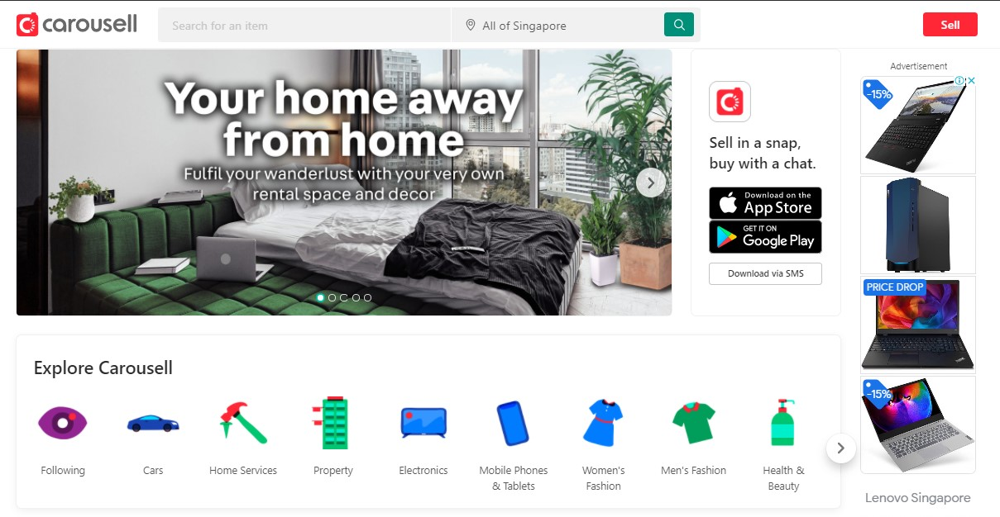 carousell
Search for an item
All of Singapore
Sell
Your home away
from home
Fulfil your wanderlust with your very own
rental space and decor
Sell in a snap,
buy with a chat.
Download on the
App Store
GET IT ON
Google Play
Download via SMS
Advertisement
-15%
PRICE DROP
-15%
Lenovo Singapore
Explore Carousell
Following
Cars
Home Services
Property
Electronics
Mobile Phones
& Tablets
Women's
Fashion
Men's Fashion
Health &
Beauty